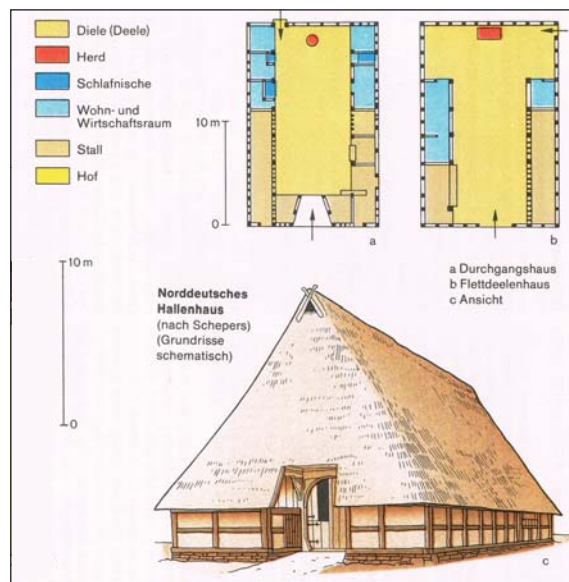 Diele (Deele)
Herd
Schlafnische
Wohn- und
Wirtschaftsraum
Stall
Hof
10 m
0
a
b
10 m
0
a Durchgangshaus
b Flettdeelenhaus
c Ansicht
Norddeutsches
Hallenhaus
(nach Schepers)
(Grundrisse
schematisch)
c